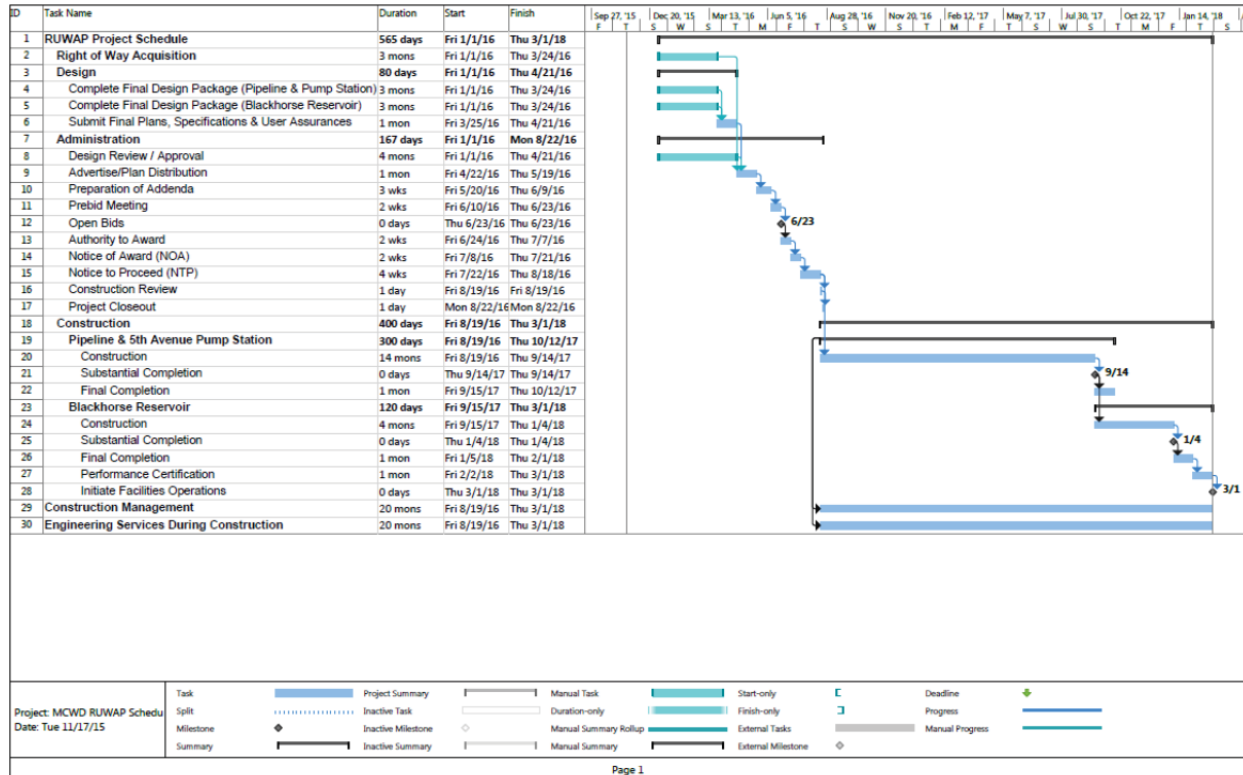 ID Task Name Duration Start Finish Sep 27, '15 Dec 20, '15 Mar 13, '16 Jun 5, '16 Aug 28, '16 Nov 20, '16 Feb 12, '17 May 7, '17 Jul 30, '17 Oct 22, '17 Jan 14, '18
F T S W S T M F T S W S T M F T S W S T M F S
1 RUWAP Project Schedule 565 days Fri 1/1/16 Thu 3/1/18
2 Right of Way Acquisition 3 mons Fri 1/1/16 Thu 3/24/16
3 Design 80 days Fri 1/1/16 Thu 4/21/16
4 Complete Final Design Package (Pipeline & Pump Station) 3 mons Fri 1/1/16 Thu 3/24/16
5 Complete Final Design Package (Blackhorse Reservoir) 3 mons Fri 1/1/16 Thu 3/24/16
6 Submit Final Plans, Specifications & User Assurances 1 mon Fri 3/25/16 Thu 4/21/16
7 Administration 167 days Fri 1/1/16 Mon 8/22/16
8 Design Review / Approval 4 mons Fri 1/1/16 Thu 4/21/16
9 Advertise/Plan Distribution 1 mon Fri 4/22/16 Thu 5/19/16
10 Preparation of Addenda 3 wks Fri 5/20/16 Thu 6/9/16
11 Prebid Meeting 2 wks Fri 6/10/16 Thu 6/23/16
12 Open Bids 0 days Thu 6/23/16 Thu 6/23/16 6/23
13 Authority to Award 2 wks Fri 6/24/16 Thu 7/7/16
14 Notice of Award (NOA) 2 wks Fri 7/8/16 Thu 7/21/16
15 Notice to Proceed (NTP) 4 wks Fri 7/22/16 Thu 8/18/16
16 Construction Review 1 day Fri 8/19/16 Fri 8/19/16
17 Project Closeout 1 day Mon 8/22/16 Mon 8/22/16
18 Construction 400 days Fri 8/19/16 Thu 3/1/18
19 Pipeline & 5th Avenue Pump Station 300 days Fri 8/19/16 Thu 10/12/17
20 Construction 14 mons Fri 8/19/16 Thu 9/14/17
21 Substantial Completion 0 days Thu 9/14/17 Thu 9/14/17 9/14
22 Final Completion 1 mon Fri 9/15/17 Thu 10/12/17
23 Blackhorse Reservoir 120 days Fri 9/15/17 Thu 3/1/18
24 Construction 4 mons Fri 9/15/17 Thu 1/4/18
25 Substantial Completion 0 days Thu 1/4/18 Thu 1/4/18 1/4
26 Final Completion 1 mon Fri 1/5/18 Thu 2/1/18
27 Performance Certification 1 mon Fri 2/2/18 Thu 3/1/18
28 Initiate Facilities Operations 0 days Thu 3/1/18 Thu 3/1/18 3/1
29 Construction Management 20 mons Fri 8/19/16 Thu 3/1/18
30 Engineering Services During Construction 20 mons Fri 8/19/16 Thu 3/1/18
Project: MCWD RUWAP Schedu
Date: Tue 11/17/15
Task Project Summary Manual Task Start-only Deadline
Split Inactive Task Duration-only Finish-only Progress
Milestone Inactive Milestone Manual Summary Rollup External Tasks Manual Progress
Summary Inactive Summary Manual Summary External Milestone
Page 1